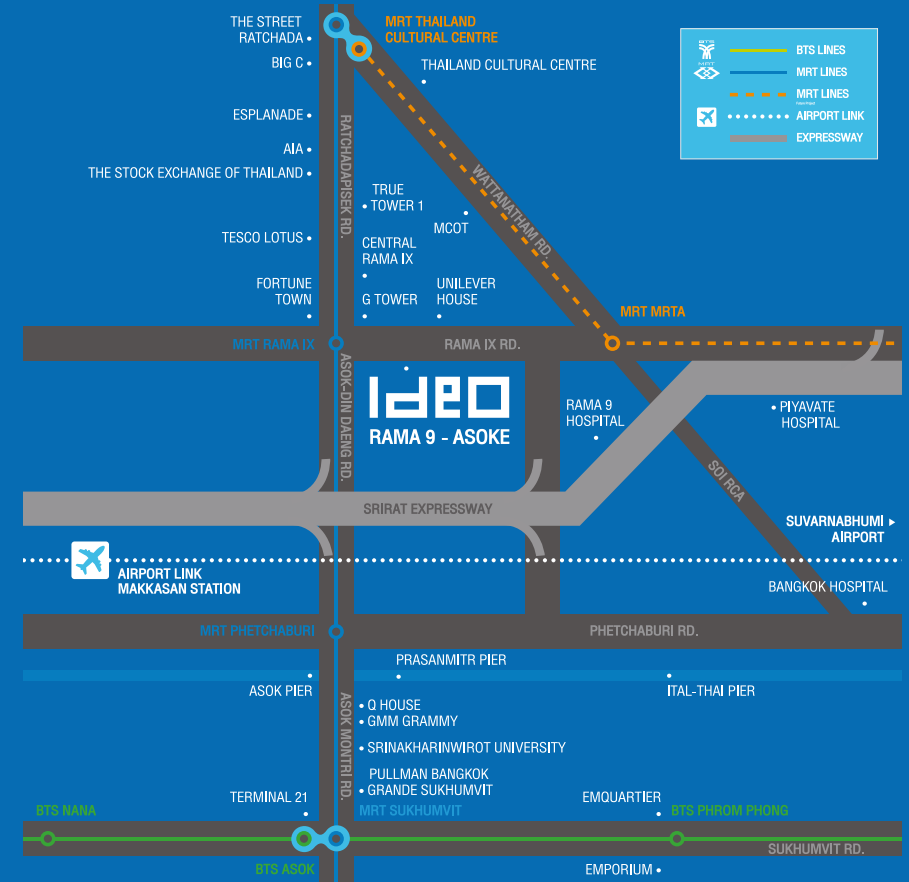 THE STREET
RATCHADA
MRT THAILAND
CULTURAL CENTRE
BIG C
THAILAND CULTURAL CENTRE
BTS
BTS LINES
MRT
MRT LINES
MRT LINES
AIRPORT LINK
EXPRESSWAY
ESPLANADE
AIA
THE STOCK EXCHANGE OF THAILAND
RATCHADAPISEK RD.
WATTANATHAM RD.
TRUE
TOWER 1
MCOT
TESCO LOTUS
CENTRAL
RAMA IX
FORTUNE
TOWN
G TOWER
UNILEVER
HOUSE
MRT MRTA
MRT RAMA IX
RAMA IX RD.
ASOK-DIN DAENG RD.
IdeO
RAMA 9 - ASOKE
RAMA 9
HOSPITAL
PIYAVATE
HOSPITAL
SOI RCA
SRIRAT EXPRESSWAY
SUVARNABHUMI
AIRPORT
AIRPORT LINK
MAKKASAN STATION
BANGKOK HOSPITAL
MRT PHETCHABURI
PHETCHABURI RD.
PRASANMITR PIER
ASOK PIER
ITAL-THAI PIER
ASOK MONTRI RD.
Q HOUSE
GMM GRAMMY
SRINAKHARINWIROT UNIVERSITY
PULLMAN BANGKOK
GRANDE SUKHUMVIT
TERMINAL 21
MRT SUKHUMVIT
EMQUARTIER
BTS NANA
BTS PHROM PHONG
SUKHUMVIT RD.
BTS ASOK
EMPORIUM